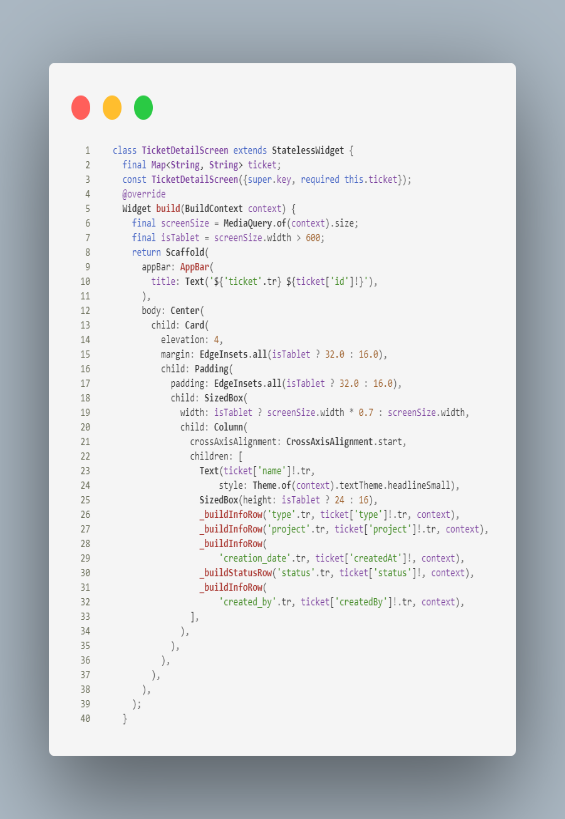 1 class TicketDetailScreen extends StatelessWidget {
2 final Map<String, String> ticket;
3 const TicketDetailScreen({super.key, required this.ticket});
4 @override
5 Widget build(BuildContext context) {
6 final screenSize = MediaQuery.of(context).size;
7 final isTablet = screenSize.width > 600;
8 return Scaffold(
9 appBar: AppBar(
10 title: Text('${'ticket'.tr} ${ticket['id']!}'),
11 ),
12 body: Center(
13 child: Card(
14 elevation: 4,
15 margin: EdgeInsets.all(isTablet ? 32.0 : 16.0),
16 child: Padding(
17 padding: EdgeInsets.all(isTablet ? 32.0 : 16.0),
18 child: SizedBox(
19 width: isTablet ? screenSize.width * 0.7 : screenSize.width,
20 child: Column(
21 crossAxisAlignment: CrossAxisAlignment.start,
22 children: [
23 Text(ticket['name']!.tr,
24 style: Theme.of(context).textTheme.headlineSmall),
25 SizedBox(height: isTablet ? 24 : 16),
26 _buildInfoRow('type'.tr, ticket['type']!.tr, context),
27 _buildInfoRow('project'.tr, ticket['project']!.tr, context),
28 _buildInfoRow(
29 'creation_date'.tr, ticket['createdAt']!, context),
30 _buildStatusRow('status'.tr, ticket['status']!, context),
31 _buildInfoRow(
32 'created_by'.tr, ticket['createdBy']!.tr, context),
33 ],
34 ),
35 ),
36 ),
37 ),
38 ),
39 );
40 }